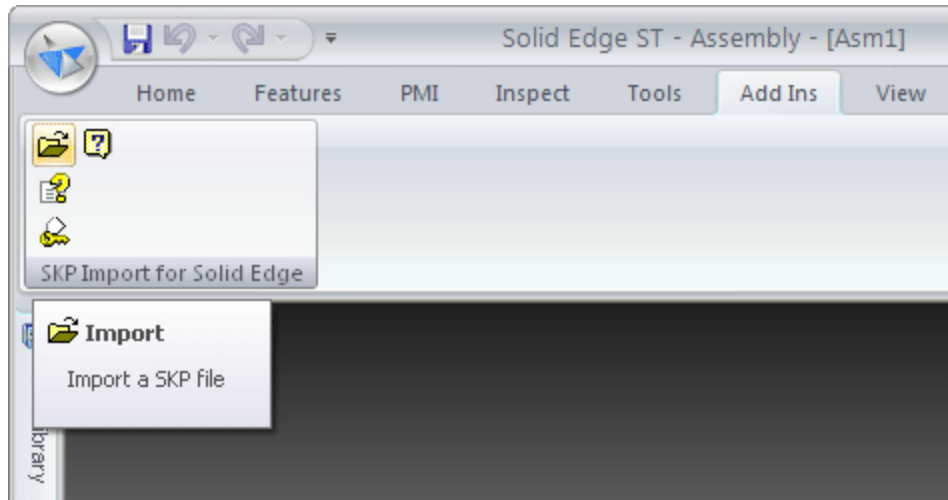 Solid Edge ST - Assembly - [Asm1]
Home Features PMI Inspect Tools Add Ins View
SKP Import for Solid Edge
Import
Import a SKP file